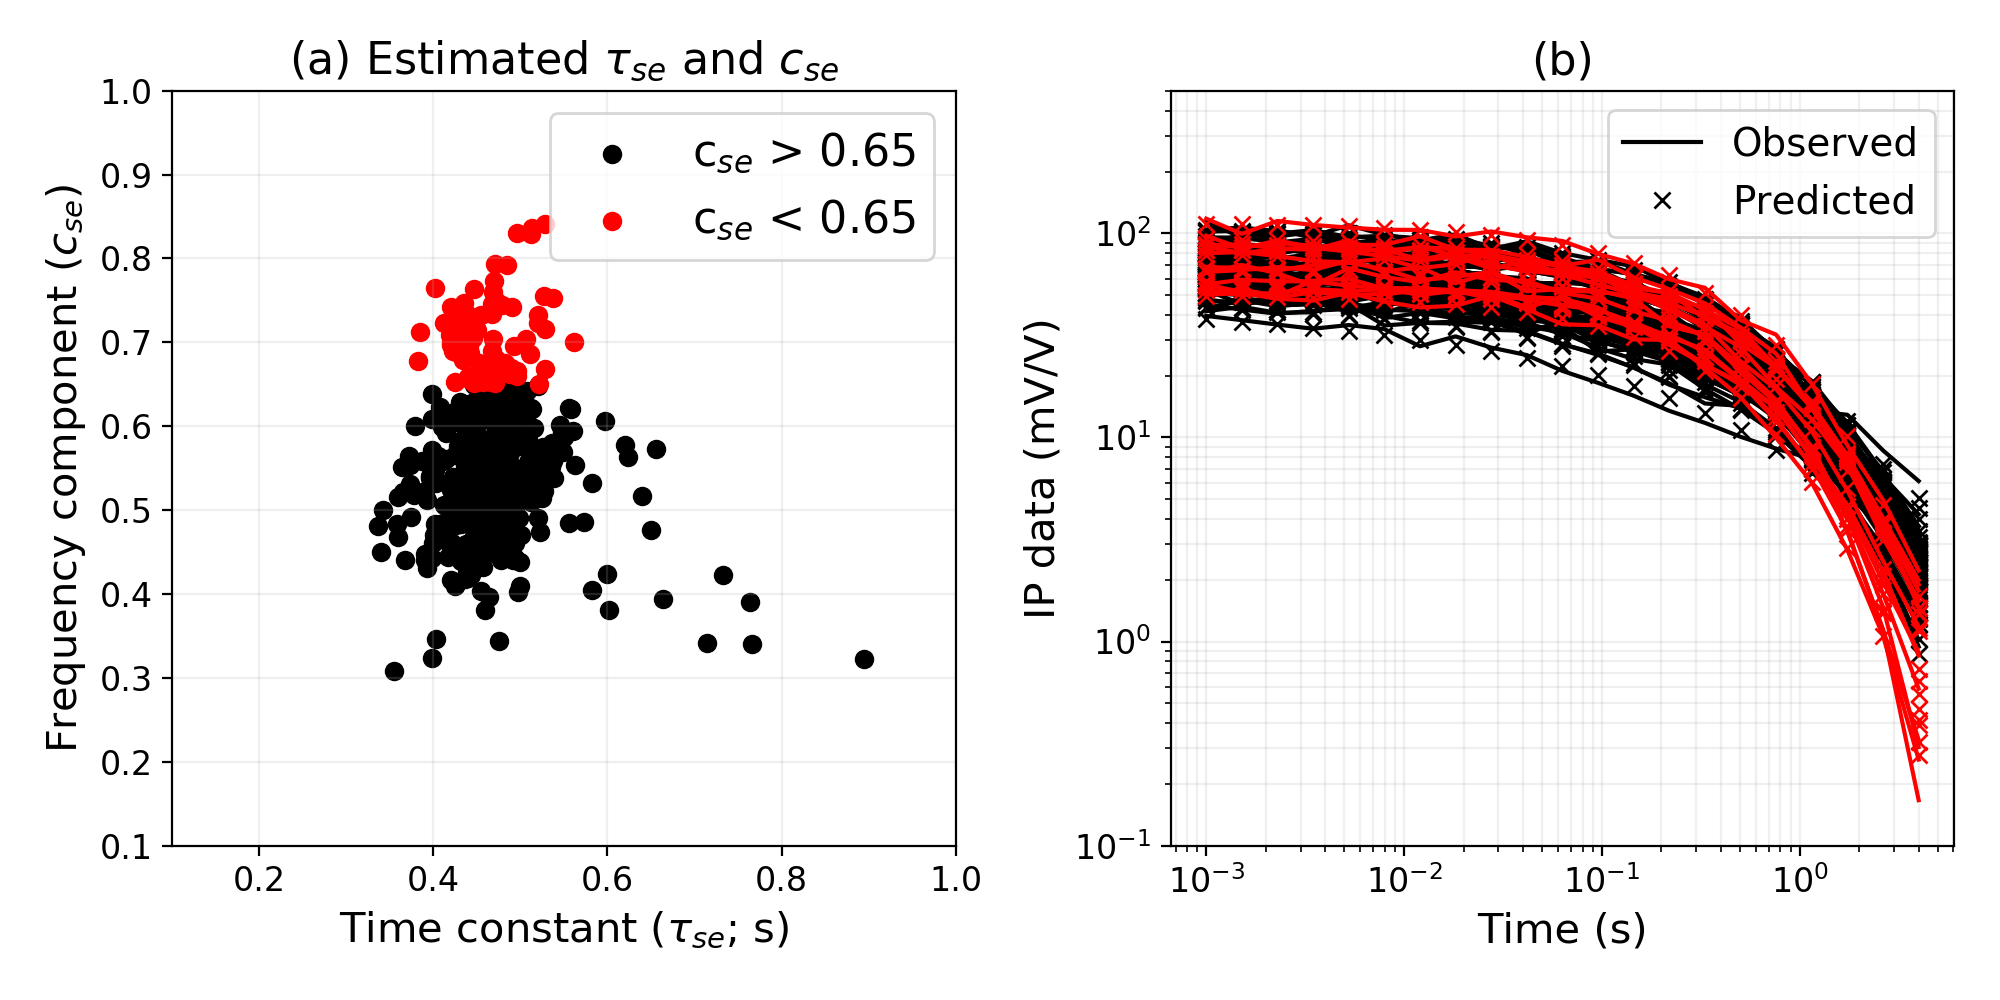 (a) Estimated τse and cse
Frequency component (cse)
1.0
0.9
0.8
0.7
0.6
0.5
0.4
0.3
0.2
0.1
cse > 0.65
cse < 0.65
0.2 0.4 0.6 0.8 1.0
Time constant (τse; s)
(b)
IP data (mV/V)
10^2
10^1
10^0
10^-1
Observed
Predicted
10^-3 10^-2 10^-1 10^0
Time (s)